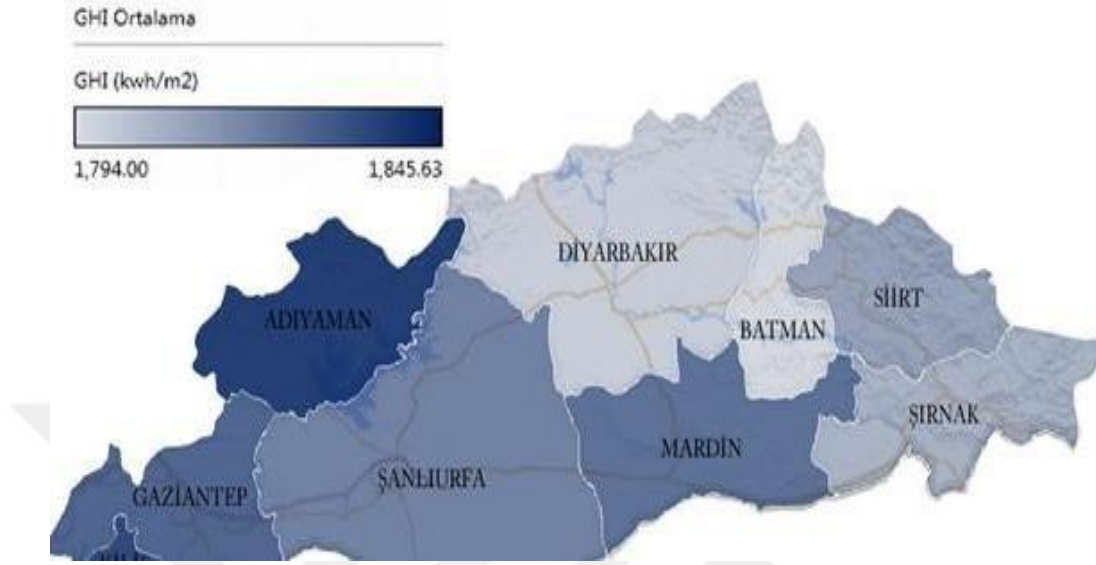 GHI Ortalama
GHI (kwh/m2)
1,794.00 1,845.63
DİYARBAKIR
SİİRT
ADIYAMAN
BATMAN
ŞIRNAK
MARDİN
ŞANLIURFA
GAZİANTEP